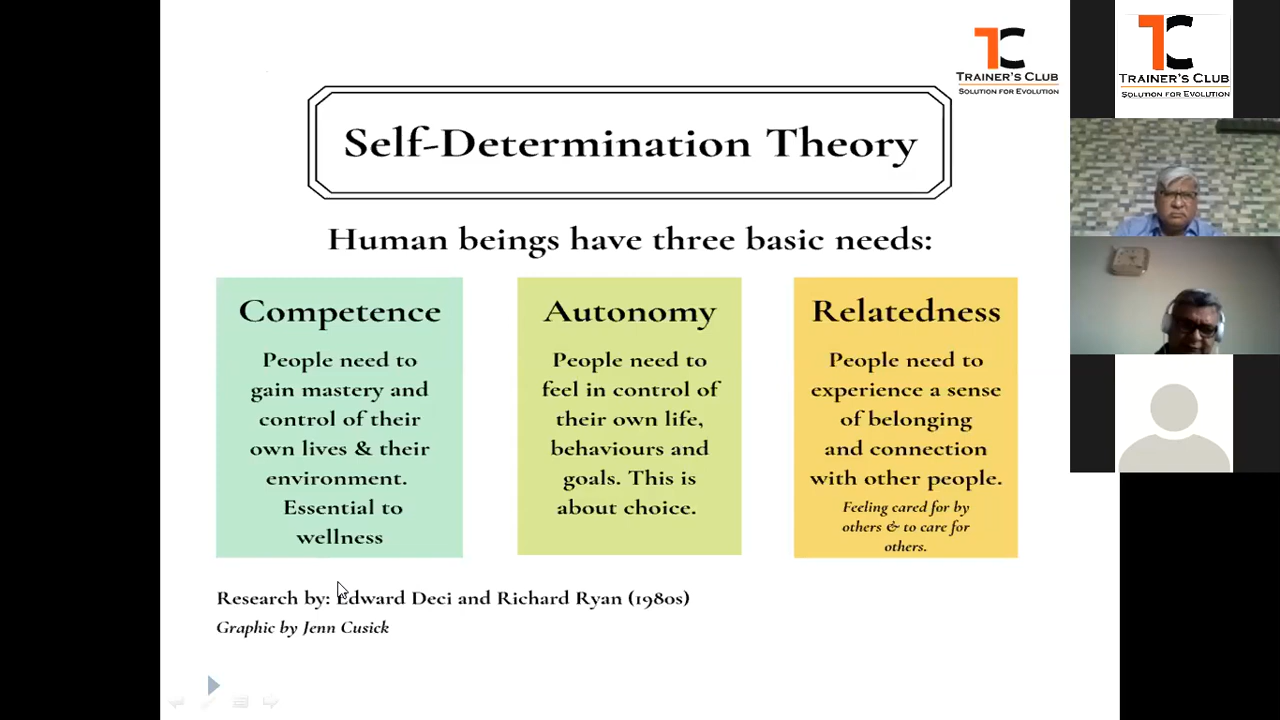 TC
TRAINER'S CLUB
SOLUTION FOR EVOLUTION
TC
TRAINER'S CLUB
SOLUTION FOR EVOLUTION
Self-Determination Theory
Human beings have three basic needs:
Competence
People need to
gain mastery and
control of their
own lives & their
environment.
Essential to
wellness
Autonomy
People need to
feel in control of
their own life,
behaviours and
goals. This is
about choice.
Relatedness
People need to
experience a sense
of belonging
and connection
with other people.
Feeling cared for by
others & to care for
others.
Research by: Edward Deci and Richard Ryan (1980s)
Graphic by Jenn Cusick